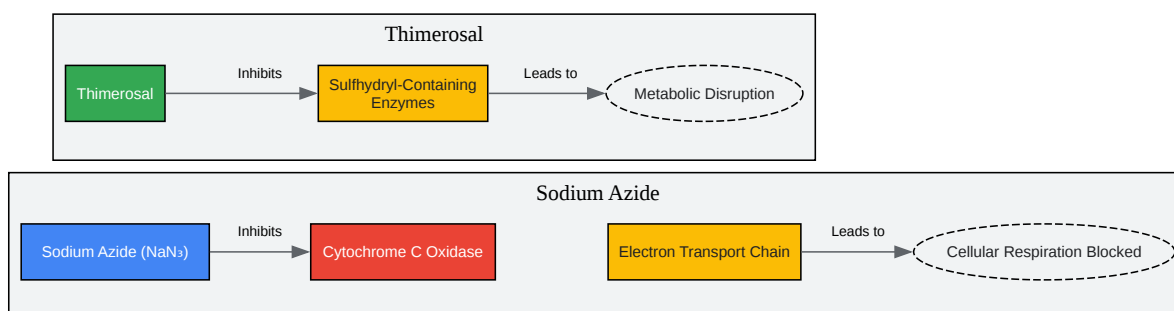 Thimerosal
Thimerosal
Inhibits
Sulfhydryl-Containing
Enzymes
Leads to
Metabolic Disruption
Sodium Azide
Sodium Azide (NaN₃)
Inhibits
Cytochrome C Oxidase
Electron Transport Chain
Leads to
Cellular Respiration Blocked